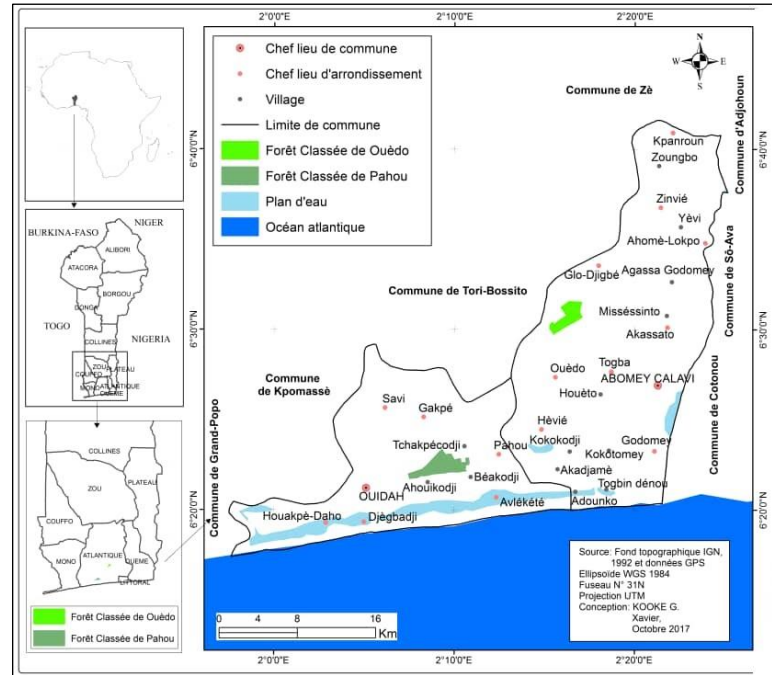 2°0'0"E
2°10'0"E
2°20'0"E
Chef lieu de commune
Chef lieu d'arrondissement
Village
Limite de commune
Forêt Classée de Ouèdo
Forêt Classée de Pahou
Plan d'eau
Océan atlantique
N
W
E
S
Commune de Zè
Commune d'Adjohoun
Kpanroun
6°40'0"N
6°40'0"N
Zoungbo
Zinvié
Yèvi
Ahomè-Lokpo
Commune de Sô-Ava
Glo-Djigbé
Agassa Godomey
Commune de Tori-Bossito
Misséssinto
Akassato
6°30'0"N
6°30'0"N
BURKINA-FASO
NIGER
ALIBORI
ATACORA
BORGOU
DONGA
TOGO
NIGERIA
COLLINES
ZOU
PLATEAU
COUFFO
ATLANTIQUE
MONO
OUEME
Commune
de Kpomassè
Ouèdo
Togba
ABOMEY CALAVI
Houèto
Commune de Cotonou
Savi
Gakpé
Hèvié
Tchakpécodji
Pahou
Kokokodji
Godomey
Kokotomey
Akadjamè
Commune de Grand-Popo
Ahouikodji
Béakodji
OUIDAH
Togbin dénou
Adounko
Avlékété
6°20'0"N
6°20'0"N
Houakpè-Daho
Djègbadji
COLLINES
ZOU
PLATEAU
COUFFO
MONO
ATLANTIQUE
OUEME
LITTORAL
Forêt Classée de Ouèdo
Forêt Classée de Pahou
0 4 8 16
Km
Source: Fond topographique IGN,
1992 et données GPS
Ellipsoïde WGS 1984
Fuseau N° 31N
Projection UTM
Conception: KOOKE G.
Xavier,
Octobre 2017
2°0'0"E
2°10'0"E
2°20'0"E